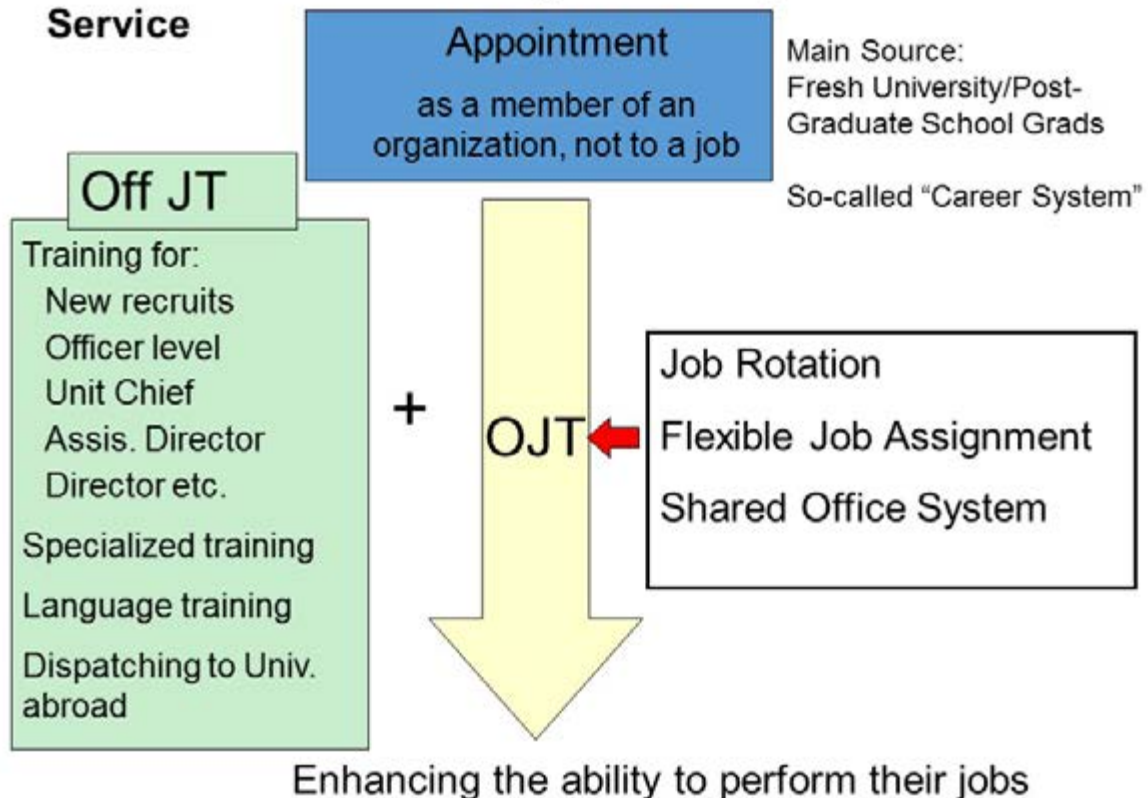 Service
Appointment
as a member of an
organization, not to a job
Main Source:
Fresh University/Post-
Graduate School Grads
So-called “Career System”
Off JT
Training for:
New recruits
Officer level
Unit Chief
Assis. Director
Director etc.
Specialized training
Language training
Dispatching to Univ.
abroad
+
OJT
Job Rotation
Flexible Job Assignment
Shared Office System
Enhancing the ability to perform their jobs